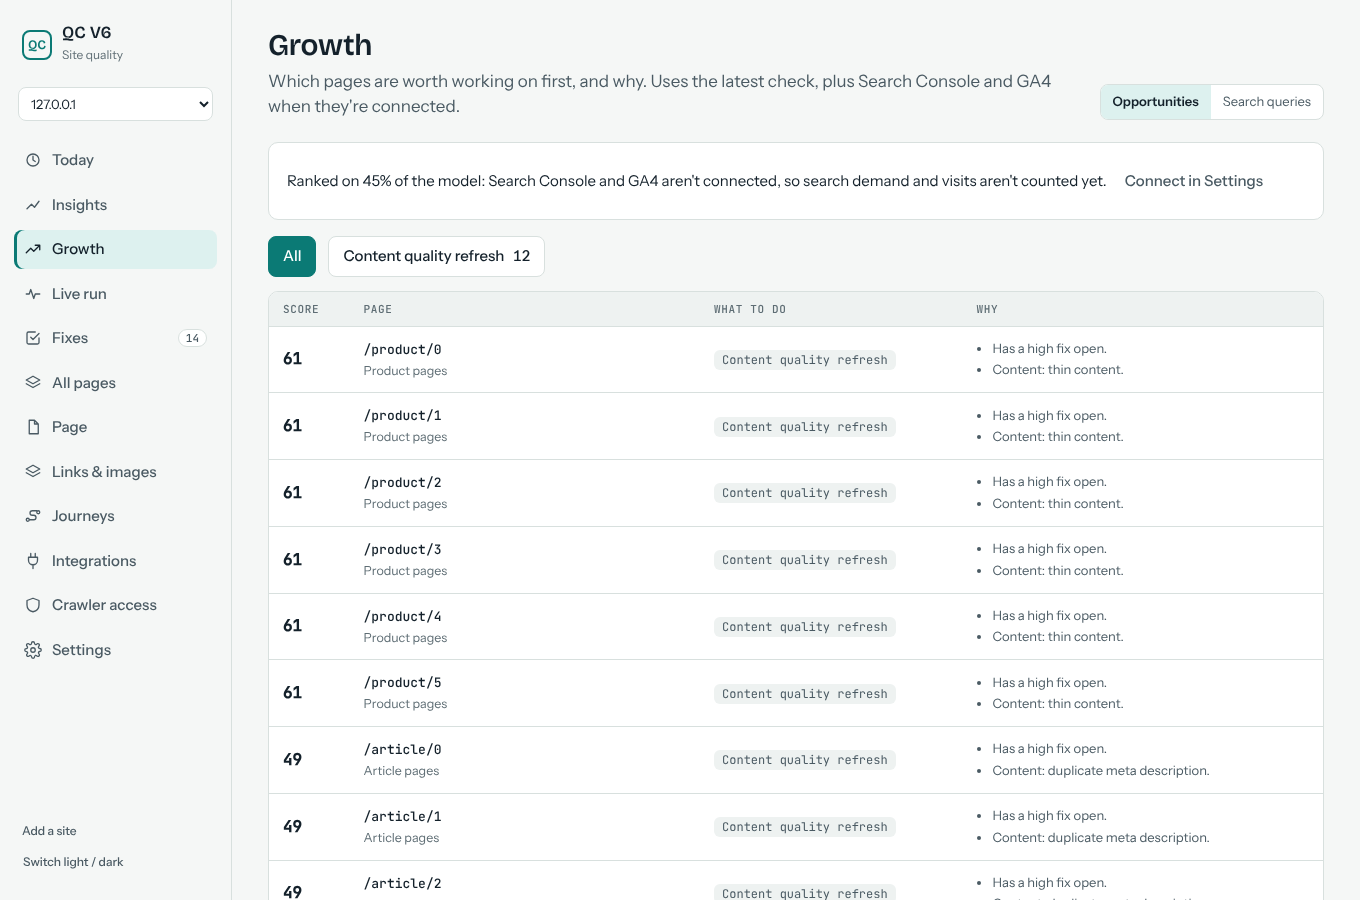 QC
QC V6
Site quality
127.0.0.1
Today
Insights
Growth
Live run
Fixes 14
All pages
Page
Links & images
Journeys
Integrations
Crawler access
Settings
Add a site
Switch light / dark
Growth
Which pages are worth working on first, and why. Uses the latest check, plus Search Console and GA4
when they're connected.
Opportunities Search queries
Ranked on 45% of the model: Search Console and GA4 aren't connected, so search demand and visits aren't counted yet. Connect in Settings
All Content quality refresh 12
SCORE PAGE WHAT TO DO WHY
61 /product/0 Content quality refresh Has a high fix open.
Product pages Content: thin content.
61 /product/1 Content quality refresh Has a high fix open.
Product pages Content: thin content.
61 /product/2 Content quality refresh Has a high fix open.
Product pages Content: thin content.
61 /product/3 Content quality refresh Has a high fix open.
Product pages Content: thin content.
61 /product/4 Content quality refresh Has a high fix open.
Product pages Content: thin content.
61 /product/5 Content quality refresh Has a high fix open.
Product pages Content: thin content.
49 /article/0 Content quality refresh Has a high fix open.
Article pages Content: duplicate meta description.
49 /article/1 Content quality refresh Has a high fix open.
Article pages Content: duplicate meta description.
49 /article/2 Content quality refresh Has a high fix open.